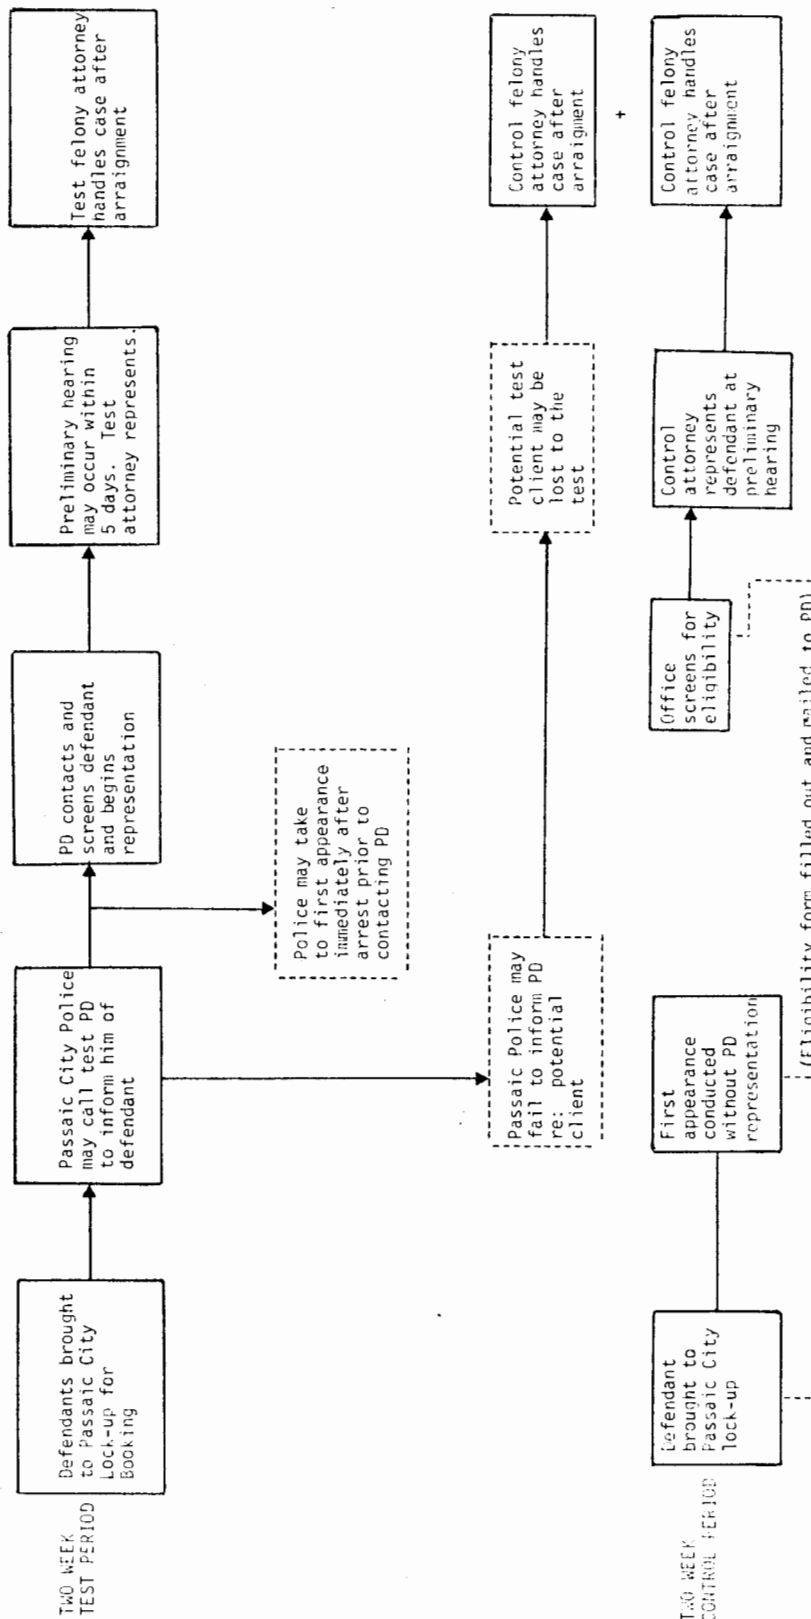 TWO WEEK
TEST PERIOD
Defendants brought
to Passaic City
Lock-up for
Booking
Passaic City Police
may call test PD
to inform him of
defendant
PD contacts and
screens defendant
and begins
representation
Preliminary hearing
may occur within
5 days. Test
attorney represents.
Test felony attorney
handles case after
arraignment
Police may take
to first appearance
immediately after
arrest prior to
contacting PD
Passaic Police may
fail to inform PD
re: potential
client
Potential test
client may be
lost to the
test
Control felony
attorney handles
case after
arraigment
+
TWO WEEK
CONTROL PERIOD
Defendant
brought to
Passaic City
lock-up
First
appearance
conducted
without PD
representation
Office
screens for
eligibility
Control
attorney
represents
defendant at
preliminary
hearing
Control felony
attorney handles
case after
arraignment
(Eligibility form filled out and mailed to PD)